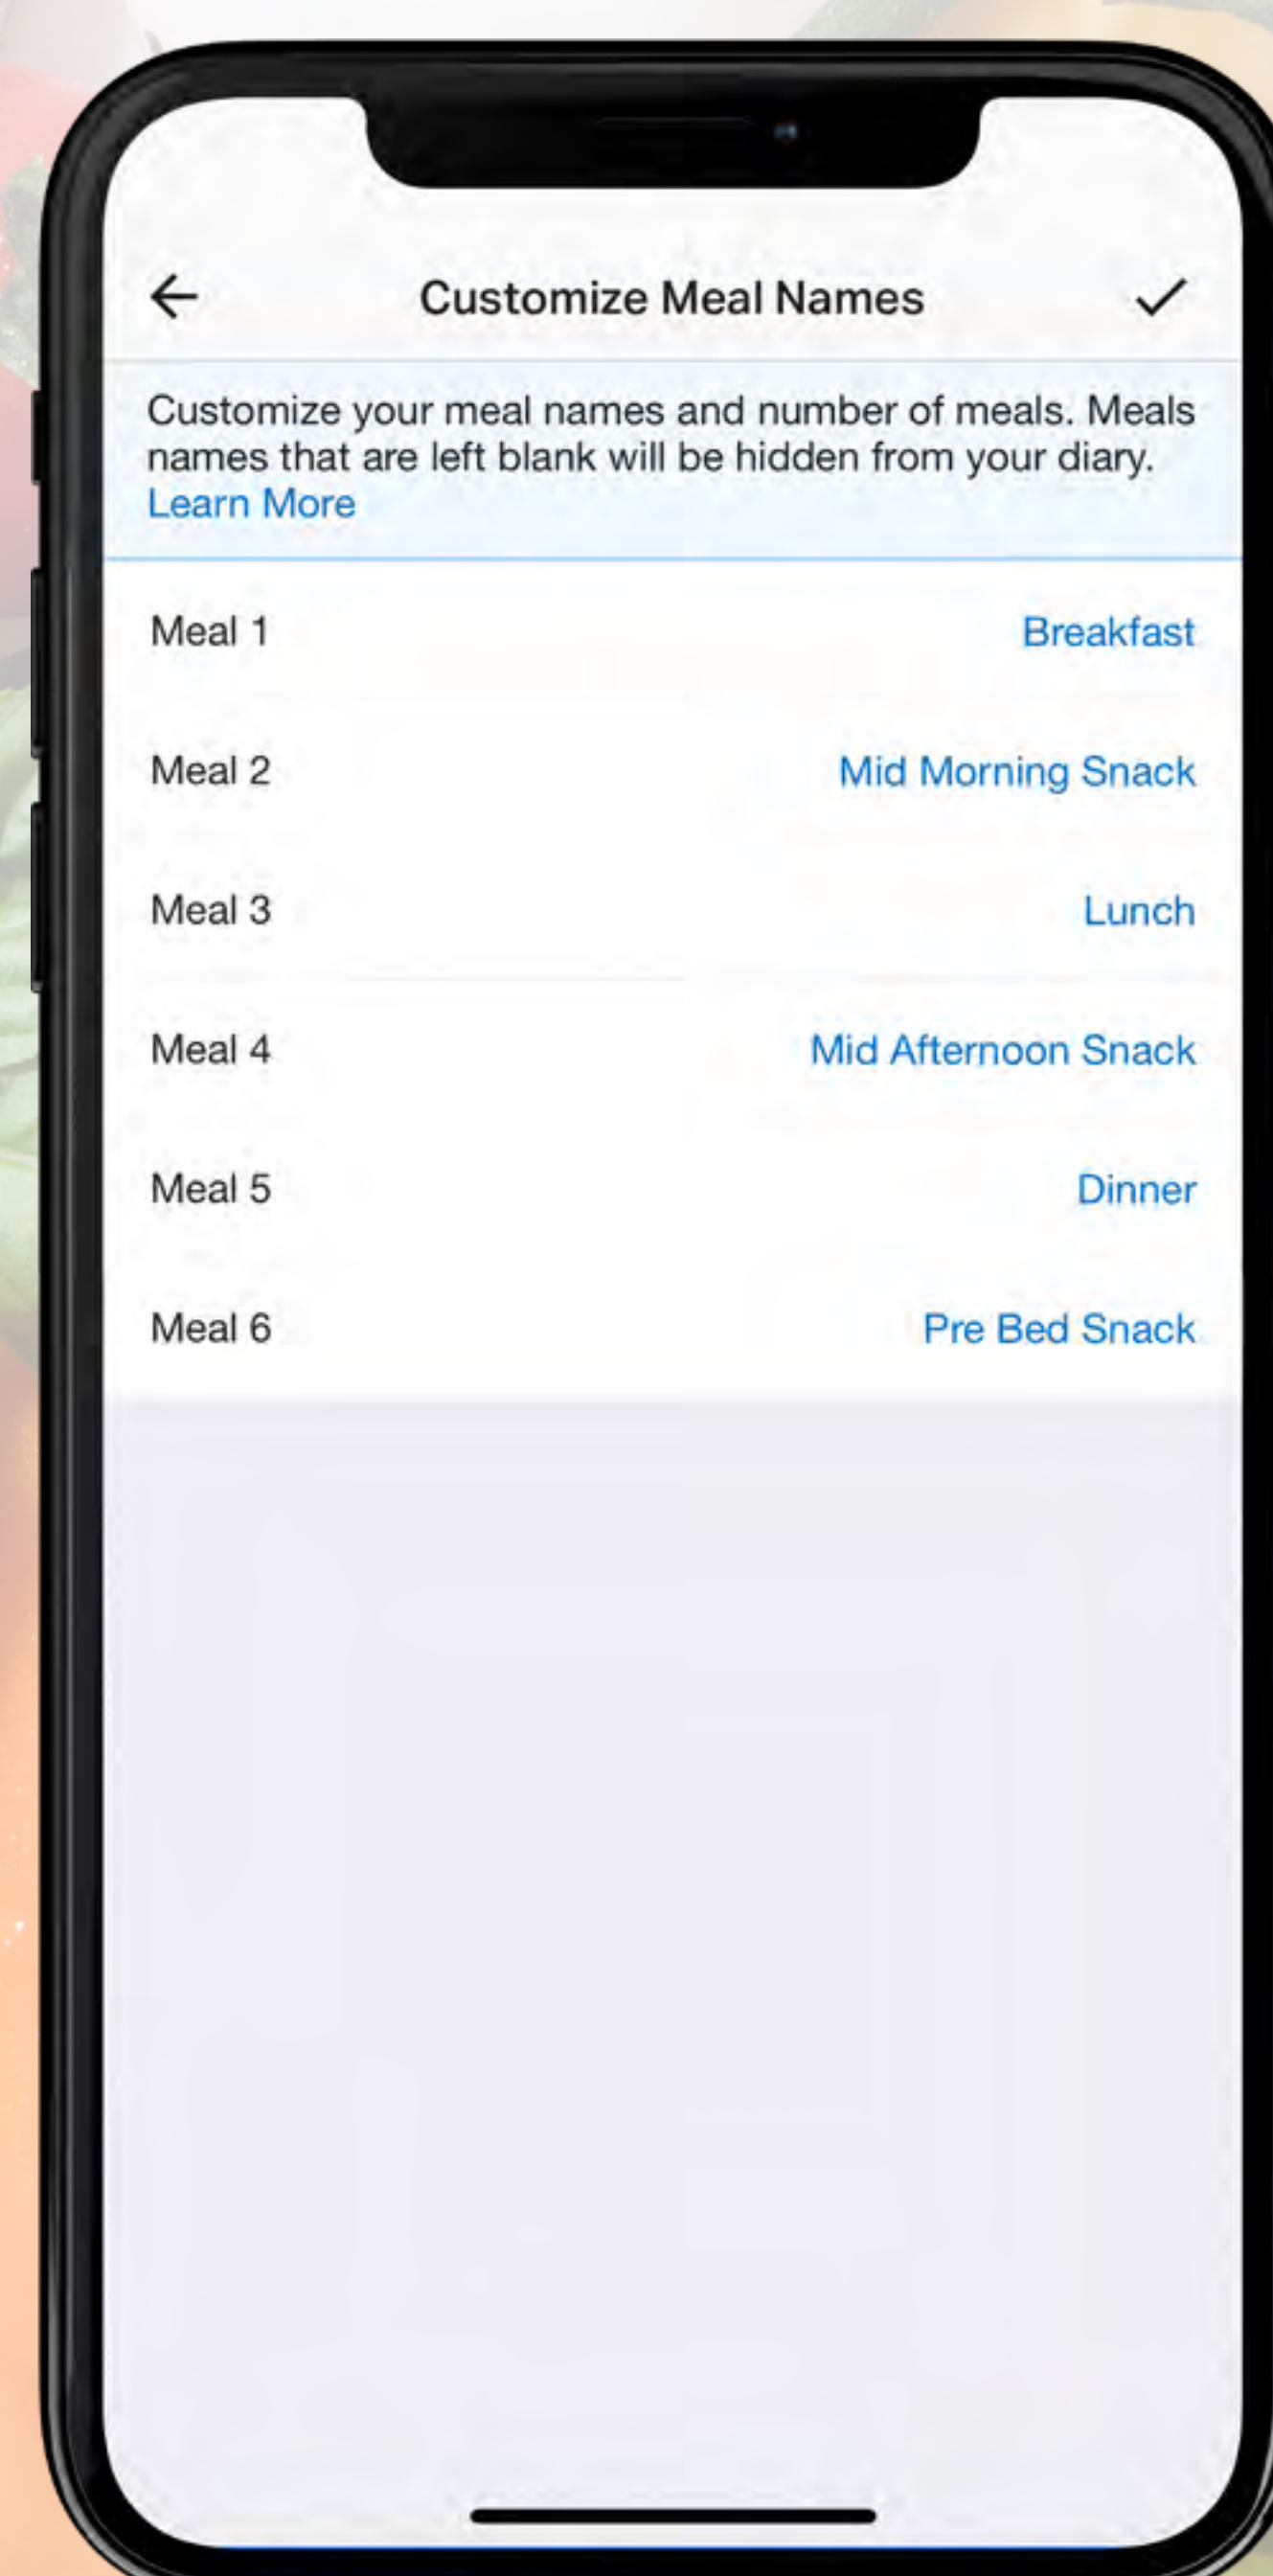 Customize Meal Names
Customize your meal names and number of meals. Meals
names that are left blank will be hidden from your diary.
Learn More
Meal 1 Breakfast
Meal 2 Mid Morning Snack
Meal 3 Lunch
Meal 4 Mid Afternoon Snack
Meal 5 Dinner
Meal 6 Pre Bed Snack